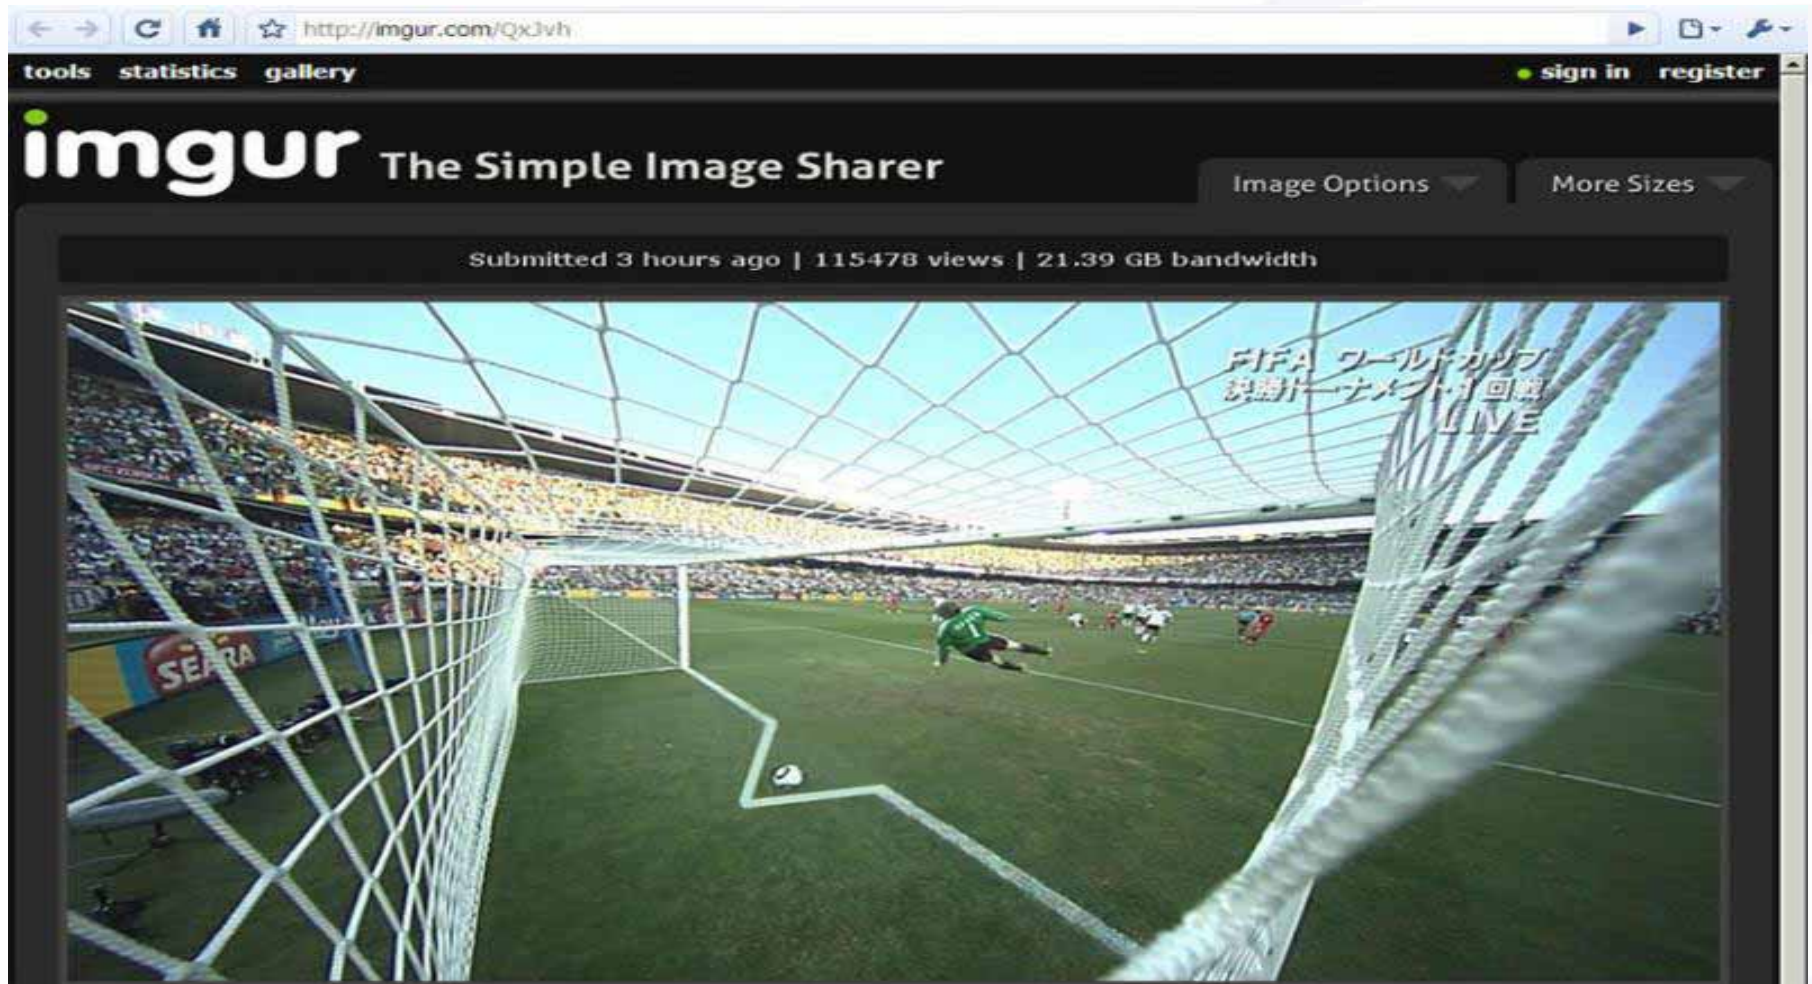 http://imgur.com/QxJvh
tools statistics gallery
sign in register
imgur The Simple Image Sharer
Image Options
More Sizes
Submitted 3 hours ago | 115478 views | 21.39 GB bandwidth
FIFA ワールドカップ
決勝トーナメント1回戦
LIVE
SEARA
1